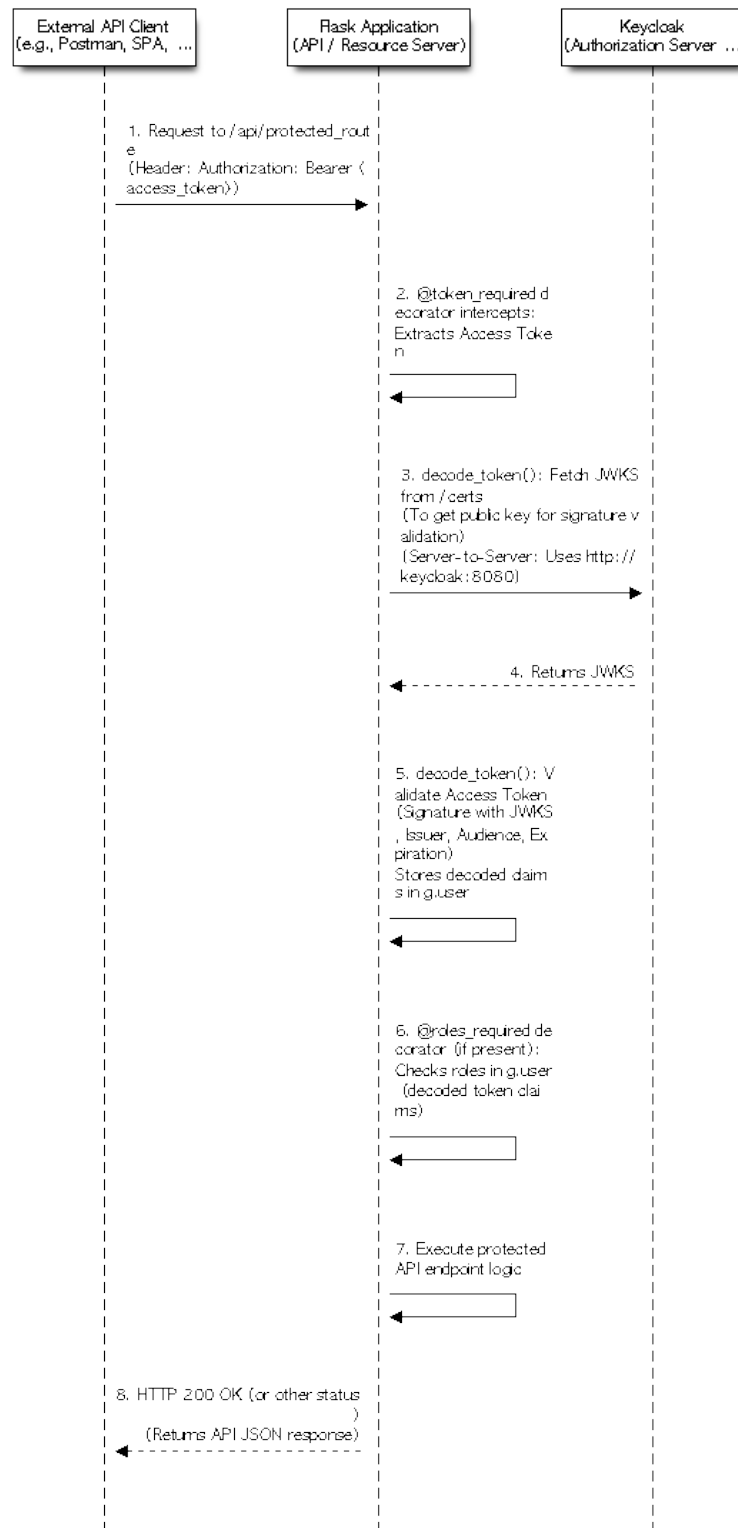 External API Client
(e.g., Postman, SPA, ...
Flask Application
(API / Resource Server)
Keycloak
(Authorization Server ...
1. Request to /api/protected_rout
e
(Header: Authorization: Bearer <
access_token>)
2. @token_required d
ecorator intercepts:
Extracts Access Toke
n
3. decode_token(): Fetch JWKS
from /certs
(To get public key for signature v
alidation)
(Server-to-Server: Uses http://
keycloak:8080)
4. Returns JWKS
5. decode_token(): V
alidate Access Token
(Signature with JWKS
, Issuer, Audience, Ex
piration)
Stores decoded claim
s in g.user
6. @roles_required de
corator (if present):
Checks roles in g.user
(decoded token clai
ms)
7. Execute protected
API endpoint logic
8. HTTP 200 OK (or other status
)
(Returns API JSON response)